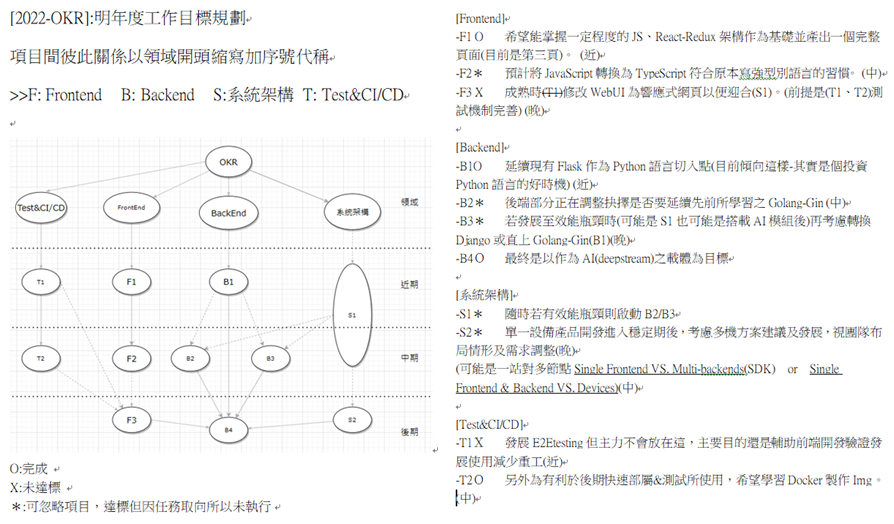 [2022-OKR]:明年度工作目標規劃
項目間彼此關係以領域開頭縮寫加序號代稱
>>F: Frontend B: Backend S:系統架構 T: Test&CI/CD
OKR
Test&CI/CD
FrontEnd
BackEnd
系統架構
領域
T1
F1
B1
S1
近期
T2
F2
B2
B3
中期
F3
B4
S2
後期
O:完成
X:未達標
＊:可忽略項目，達標但因任務取向所以未執行
[Frontend]
-F1 O 希望能掌握一定程度的 JS、React-Redux 架構作為基礎並產出一個完整
頁面(目前是第三頁)。 (近)
-F2＊ 預計將 JavaScript 轉換為 TypeScript 符合原本寫強型別語言的習慣。 (中)
-F3 X 成熟時(T1)修改 WebUI 為響應式網頁以便迎合(S1)。(前提是(T1、T2)測
試機制完善) (晚)
[Backend]
-B1O 延續現有 Flask 作為 Python 語言切入點(目前傾向這樣-其實是個投資
Python 語言的好時機) (近)
-B2＊ 後端部分正在調整抉擇是否要延續先前所學習之 Golang-Gin (中)
-B3＊ 若發展至效能瓶頸時(可能是 S1 也可能是搭載 AI 模組後)再考慮轉換
Django 或直上 Golang-Gin(B1)(晚)
-B4 O 最終是以作為 AI(deepstream)之載體為目標
[系統架構]
-S1＊ 隨時若有效能瓶頸則啟動 B2/B3
-S2＊ 單一設備產品開發進入穩定期後，考慮多機方案建議及發展，視團隊布
局情形及需求調整(晚)
(可能是一站對多節點 Single Frontend VS. Multi-backends(SDK) or Single
Frontend & Backend VS. Devices)(中)
[Test&CI/CD]
-T1 X 發展 E2Etesting 但主力不會放在這，主要目的還是輔助前端開發驗證發
展使用減少重工(近)
-T2 O 另外為有利於後期快速部屬&測試所使用，希望學習 Docker 製作 Img。
(中)